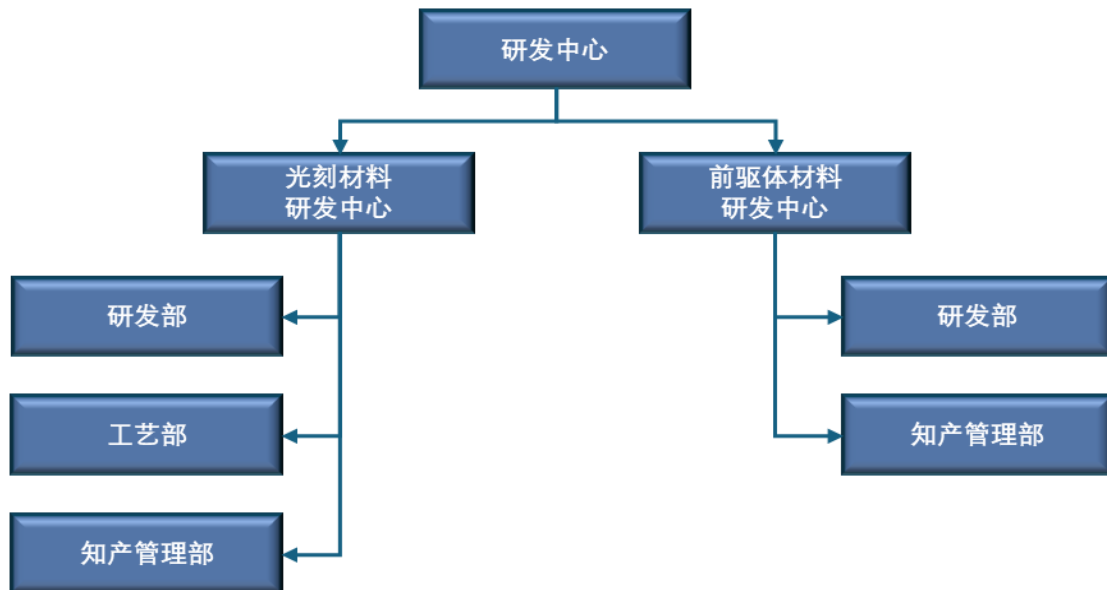 研发中心
光刻材料
研发中心
前驱体材料
研发中心
研发部
工艺部
知产管理部
研发部
知产管理部